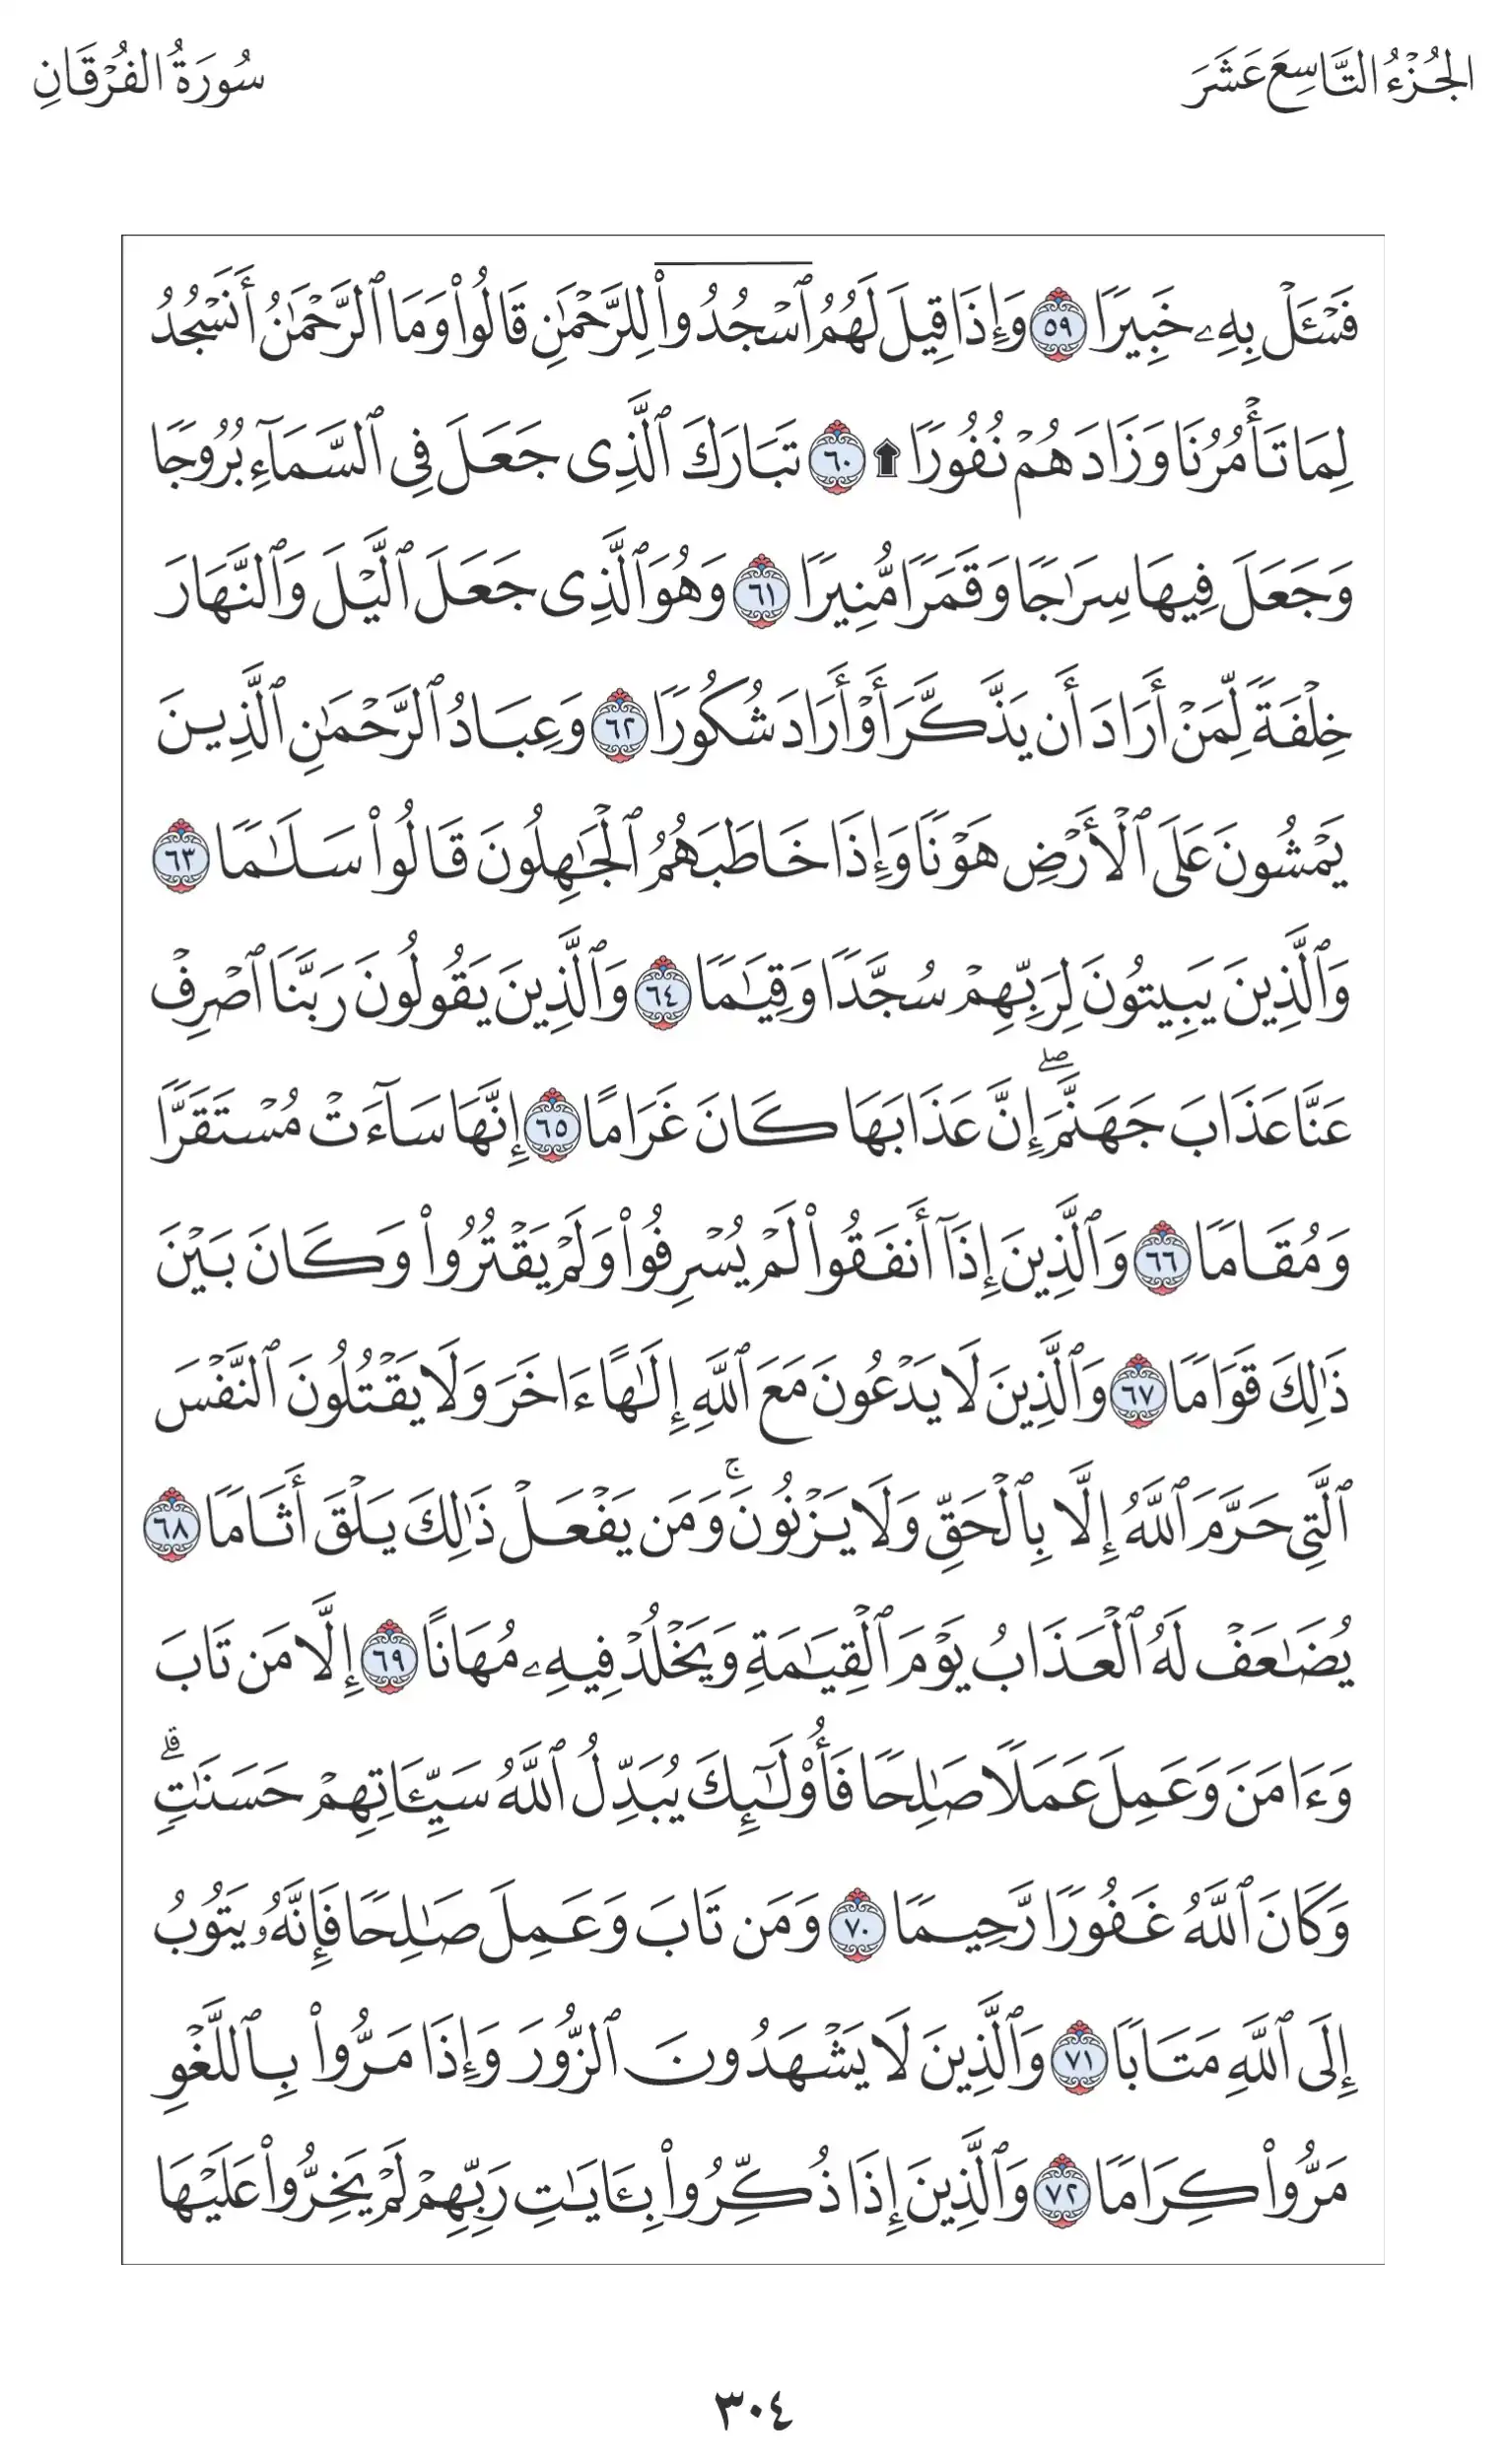 الجُزْءُ التَّاسِعَ عَشَرَ
سُورَةُ الفُرْقَانِ
فَسْـَٔلْ بِهِۦ خَبِيرًا ٥٩ وَإِذَا قِيلَ لَهُمُ ٱسْجُدُوا۟ لِلرَّحْمَٰنِ قَالُوا۟ وَمَا ٱلرَّحْمَٰنُ أَنَسْجُدُ
لِمَا تَأْمُرُنَا وَزَادَهُمْ نُفُورًا ٦٠ تَبَارَكَ ٱلَّذِى جَعَلَ فِى ٱلسَّمَآءِ بُرُوجًا
وَجَعَلَ فِيهَا سِرَٰجًا وَقَمَرًا مُّنِيرًا ٦١ وَهُوَ ٱلَّذِى جَعَلَ ٱلَّيْلَ وَٱلنَّهَارَ
خِلْفَةً لِّمَنْ أَرَادَ أَن يَذَّكَّرَ أَوْ أَرَادَ شُكُورًا ٦٢ وَعِبَادُ ٱلرَّحْمَٰنِ ٱلَّذِينَ
يَمْشُونَ عَلَى ٱلْأَرْضِ هَوْنًا وَإِذَا خَاطَبَهُمُ ٱلْجَٰهِلُونَ قَالُوا۟ سَلَٰمًا ٦٣
وَٱلَّذِينَ يَبِيتُونَ لِرَبِّهِمْ سُجَّدًا وَقِيَٰمًا ٦٤ وَٱلَّذِينَ يَقُولُونَ رَبَّنَا ٱصْرِفْ
عَنَّا عَذَابَ جَهَنَّمَ ۖ إِنَّ عَذَابَهَا كَانَ غَرَامًا ٦٥ إِنَّهَا سَآءَتْ مُسْتَقَرًّا
وَمُقَامًا ٦٦ وَٱلَّذِينَ إِذَآ أَنفَقُوا۟ لَمْ يُسْرِفُوا۟ وَلَمْ يَقْتُرُوا۟ وَكَانَ بَيْنَ
ذَٰلِكَ قَوَامًا ٦٧ وَٱلَّذِينَ لَا يَدْعُونَ مَعَ ٱللَّهِ إِلَٰهًا ءَاخَرَ وَلَا يَقْتُلُونَ ٱلنَّفْسَ
ٱلَّتِى حَرَّمَ ٱللَّهُ إِلَّا بِٱلْحَقِّ وَلَا يَزْنُونَ ۚ وَمَن يَفْعَلْ ذَٰلِكَ يَلْقَ أَثَامًا ٦٨
يُضَٰعَفْ لَهُ ٱلْعَذَابُ يَوْمَ ٱلْقِيَٰمَةِ وَيَخْلُدْ فِيهِۦ مُهَانًا ٦٩ إِلَّا مَن تَابَ
وَءَامَنَ وَعَمِلَ عَمَلًا صَٰلِحًا فَأُو۟لَٰٓئِكَ يُبَدِّلُ ٱللَّهُ سَيِّـَٔاتِهِمْ حَسَنَٰتٍ ۗ
وَكَانَ ٱللَّهُ غَفُورًا رَّحِيمًا ٧٠ وَمَن تَابَ وَعَمِلَ صَٰلِحًا فَإِنَّهُۥ يَتُوبُ
إِلَى ٱللَّهِ مَتَابًا ٧١ وَٱلَّذِينَ لَا يَشْهَدُونَ ٱلزُّورَ وَإِذَا مَرُّوا۟ بِٱللَّغْوِ
مَرُّوا۟ كِرَامًا ٧٢ وَٱلَّذِينَ إِذَا ذُكِّرُوا۟ بِـَٔايَٰتِ رَبِّهِمْ لَمْ يَخِرُّوا۟ عَلَيْهَا
٣٠٤